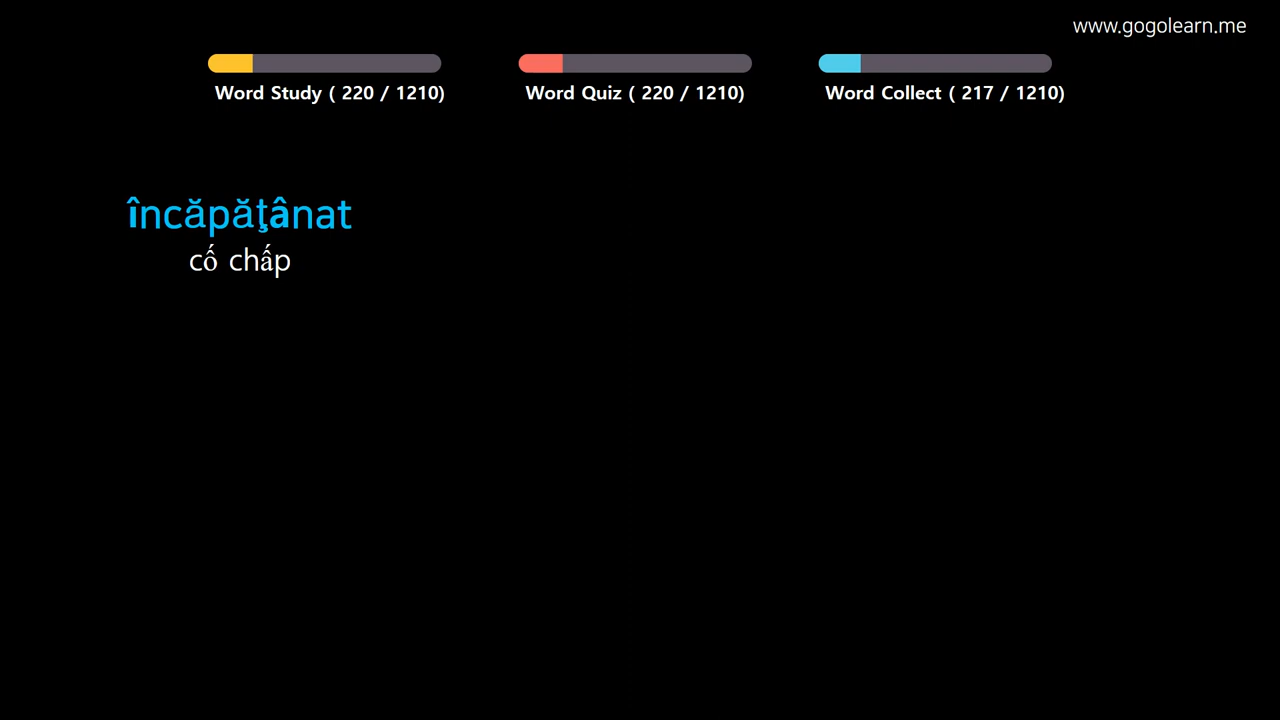 www.gogolearn.me
Word Study ( 220 / 1210)
Word Quiz ( 220 / 1210)
Word Collect ( 217 / 1210)
încăpăţânat
cố chấp